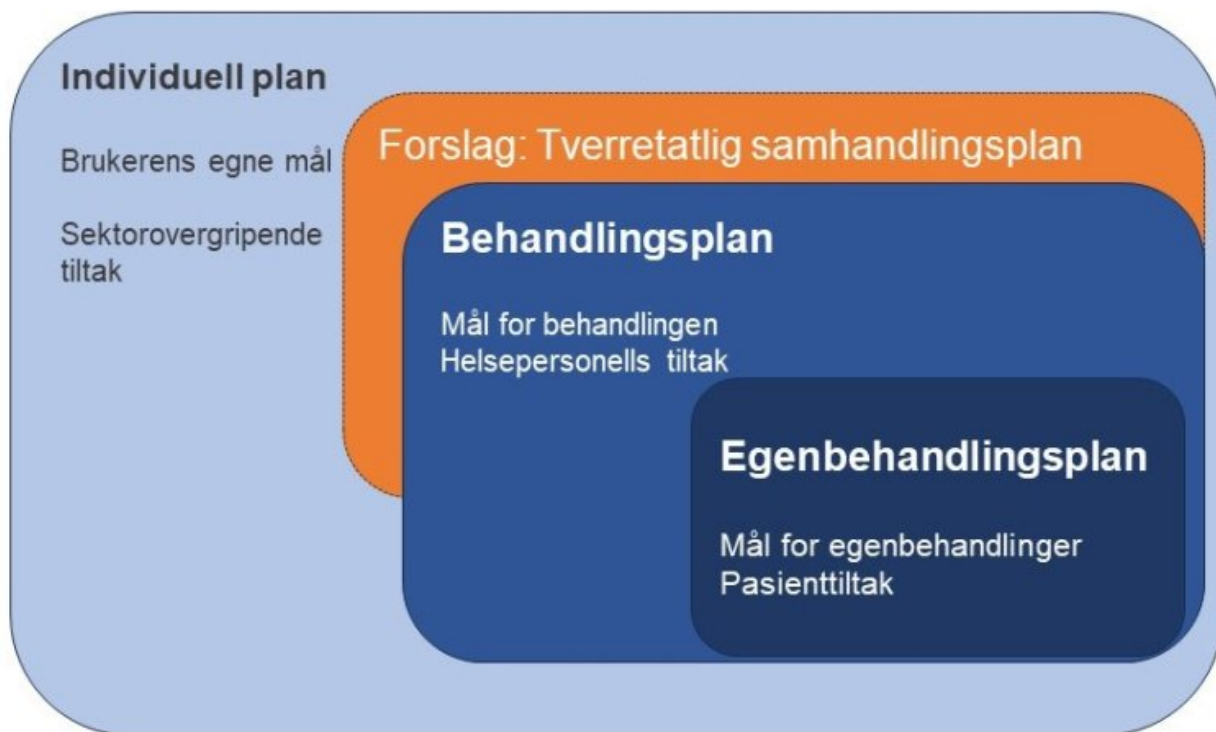 Individuell plan
Brukerens egne mål
Sektorovergripende
tiltak
Forslag: Tverretatlig samhandlingsplan
Behandlingsplan
Mål for behandlingen
Helsepersonells tiltak
Egenbehandlingsplan
Mål for egenbehandlinger
Pasienttiltak